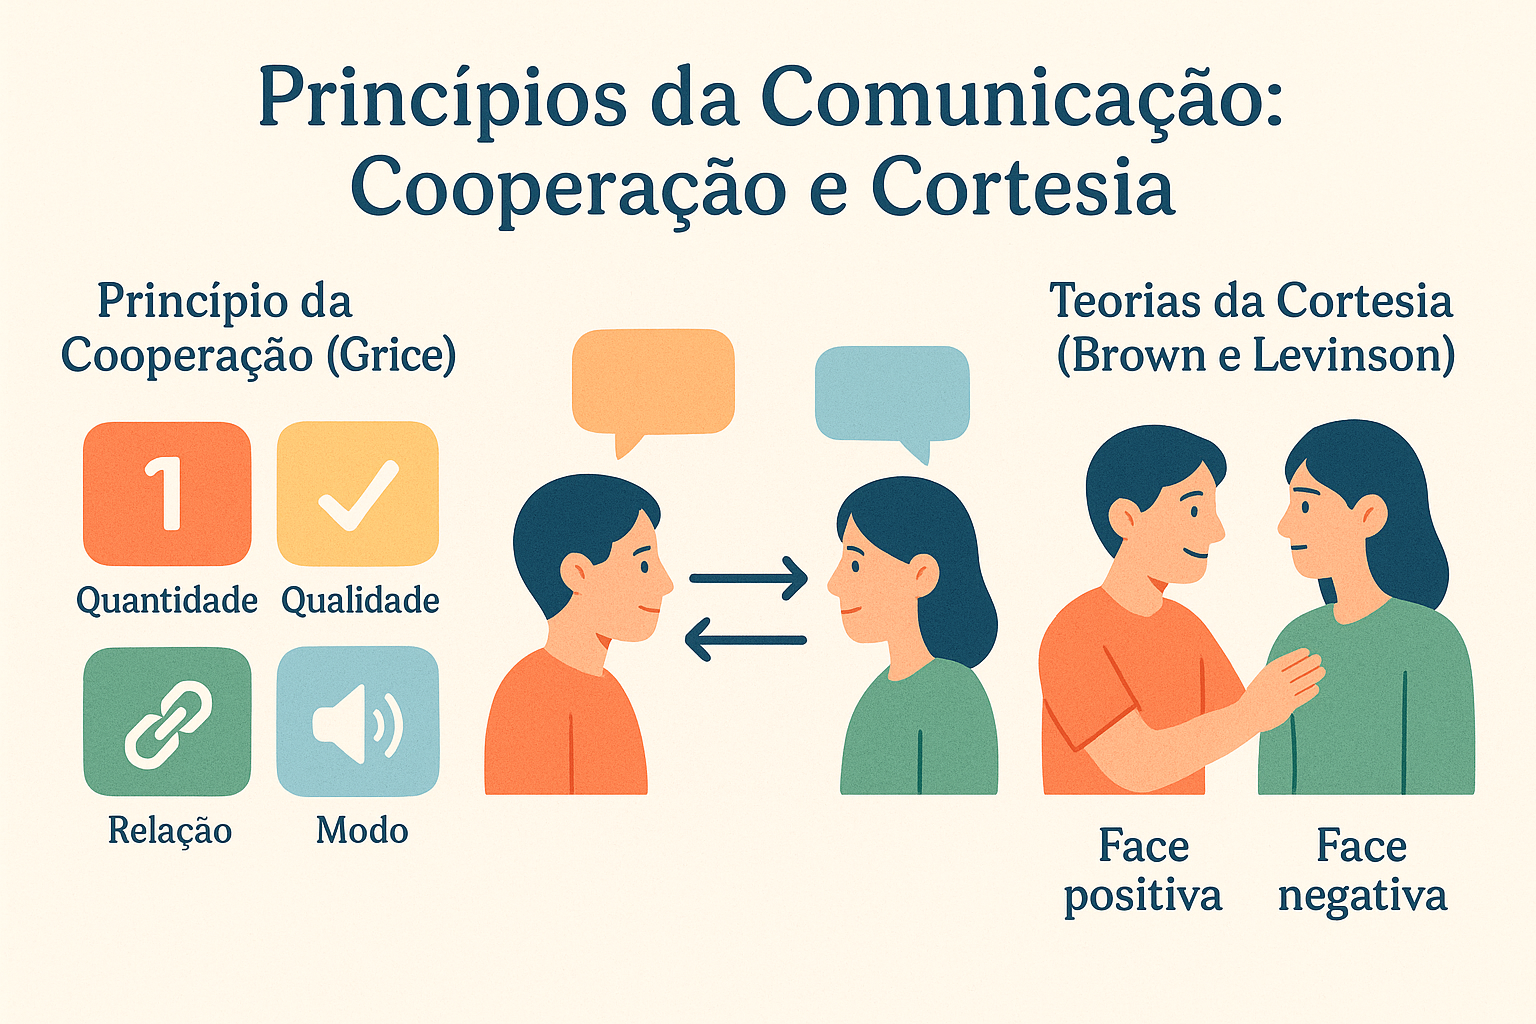 Princípios da Comunicação:
Cooperação e Cortesia
Princípio da
Cooperação (Grice)
1
Quantidade
Qualidade
Relação
Modo
Teorias da Cortesia
(Brown e Levinson)
Face
positiva
Face
negativa